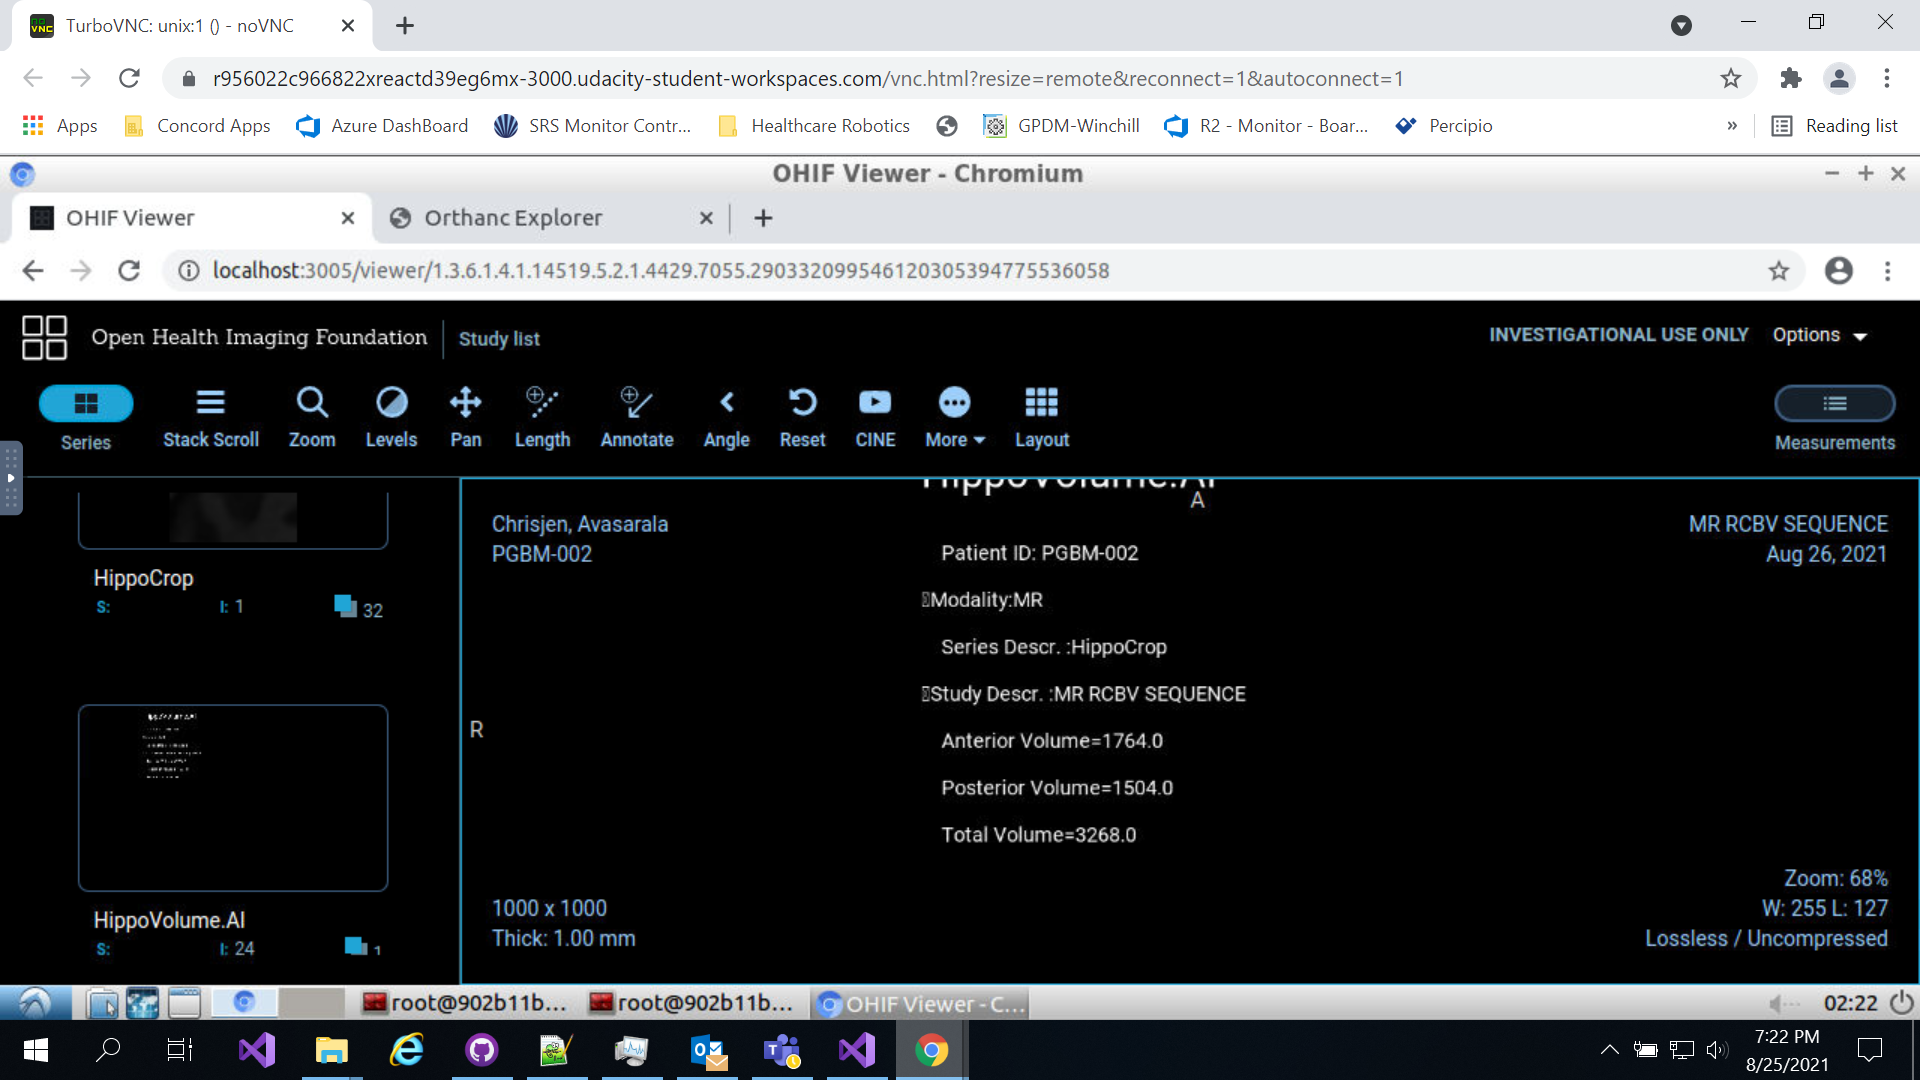 TurboVNC: unix:1 () - noVNC
r956022c966822xreactd39eg6mx-3000.udacity-student-workspaces.com/vnc.html?resize=remote&reconnect=1&autoconnect=1
Apps
Concord Apps
Azure DashBoard
SRS Monitor Contr...
Healthcare Robotics
GPDM-Winchill
R2 - Monitor - Boar...
Percipio
»
Reading list
OHIF Viewer - Chromium
OHIF Viewer
Orthanc Explorer
localhost:3005/viewer/1.3.6.1.4.1.14519.5.2.1.4429.7055.290332099546120305394775536058
Open Health Imaging Foundation
Study list
INVESTIGATIONAL USE ONLY
Options
Series
Stack Scroll
Zoom
Levels
Pan
Length
Annotate
Angle
Reset
CINE
More
Layout
Measurements
HippoCrop
S:
I: 1
32
HippoVolume.AI
S:
I: 24
1
HippoVolume.AI
A
Chrisjen, Avasarala
PGBM-002
MR RCBV SEQUENCE
Aug 26, 2021
Patient ID: PGBM-002
Modality:MR
Series Descr. :HippoCrop
Study Descr. :MR RCBV SEQUENCE
R
Anterior Volume=1764.0
Posterior Volume=1504.0
Total Volume=3268.0
1000 x 1000
Thick: 1.00 mm
Zoom: 68%
W: 255 L: 127
Lossless / Uncompressed
root@902b11b...
root@902b11b...
OHIF Viewer - C...
02:22
7:22 PM
8/25/2021